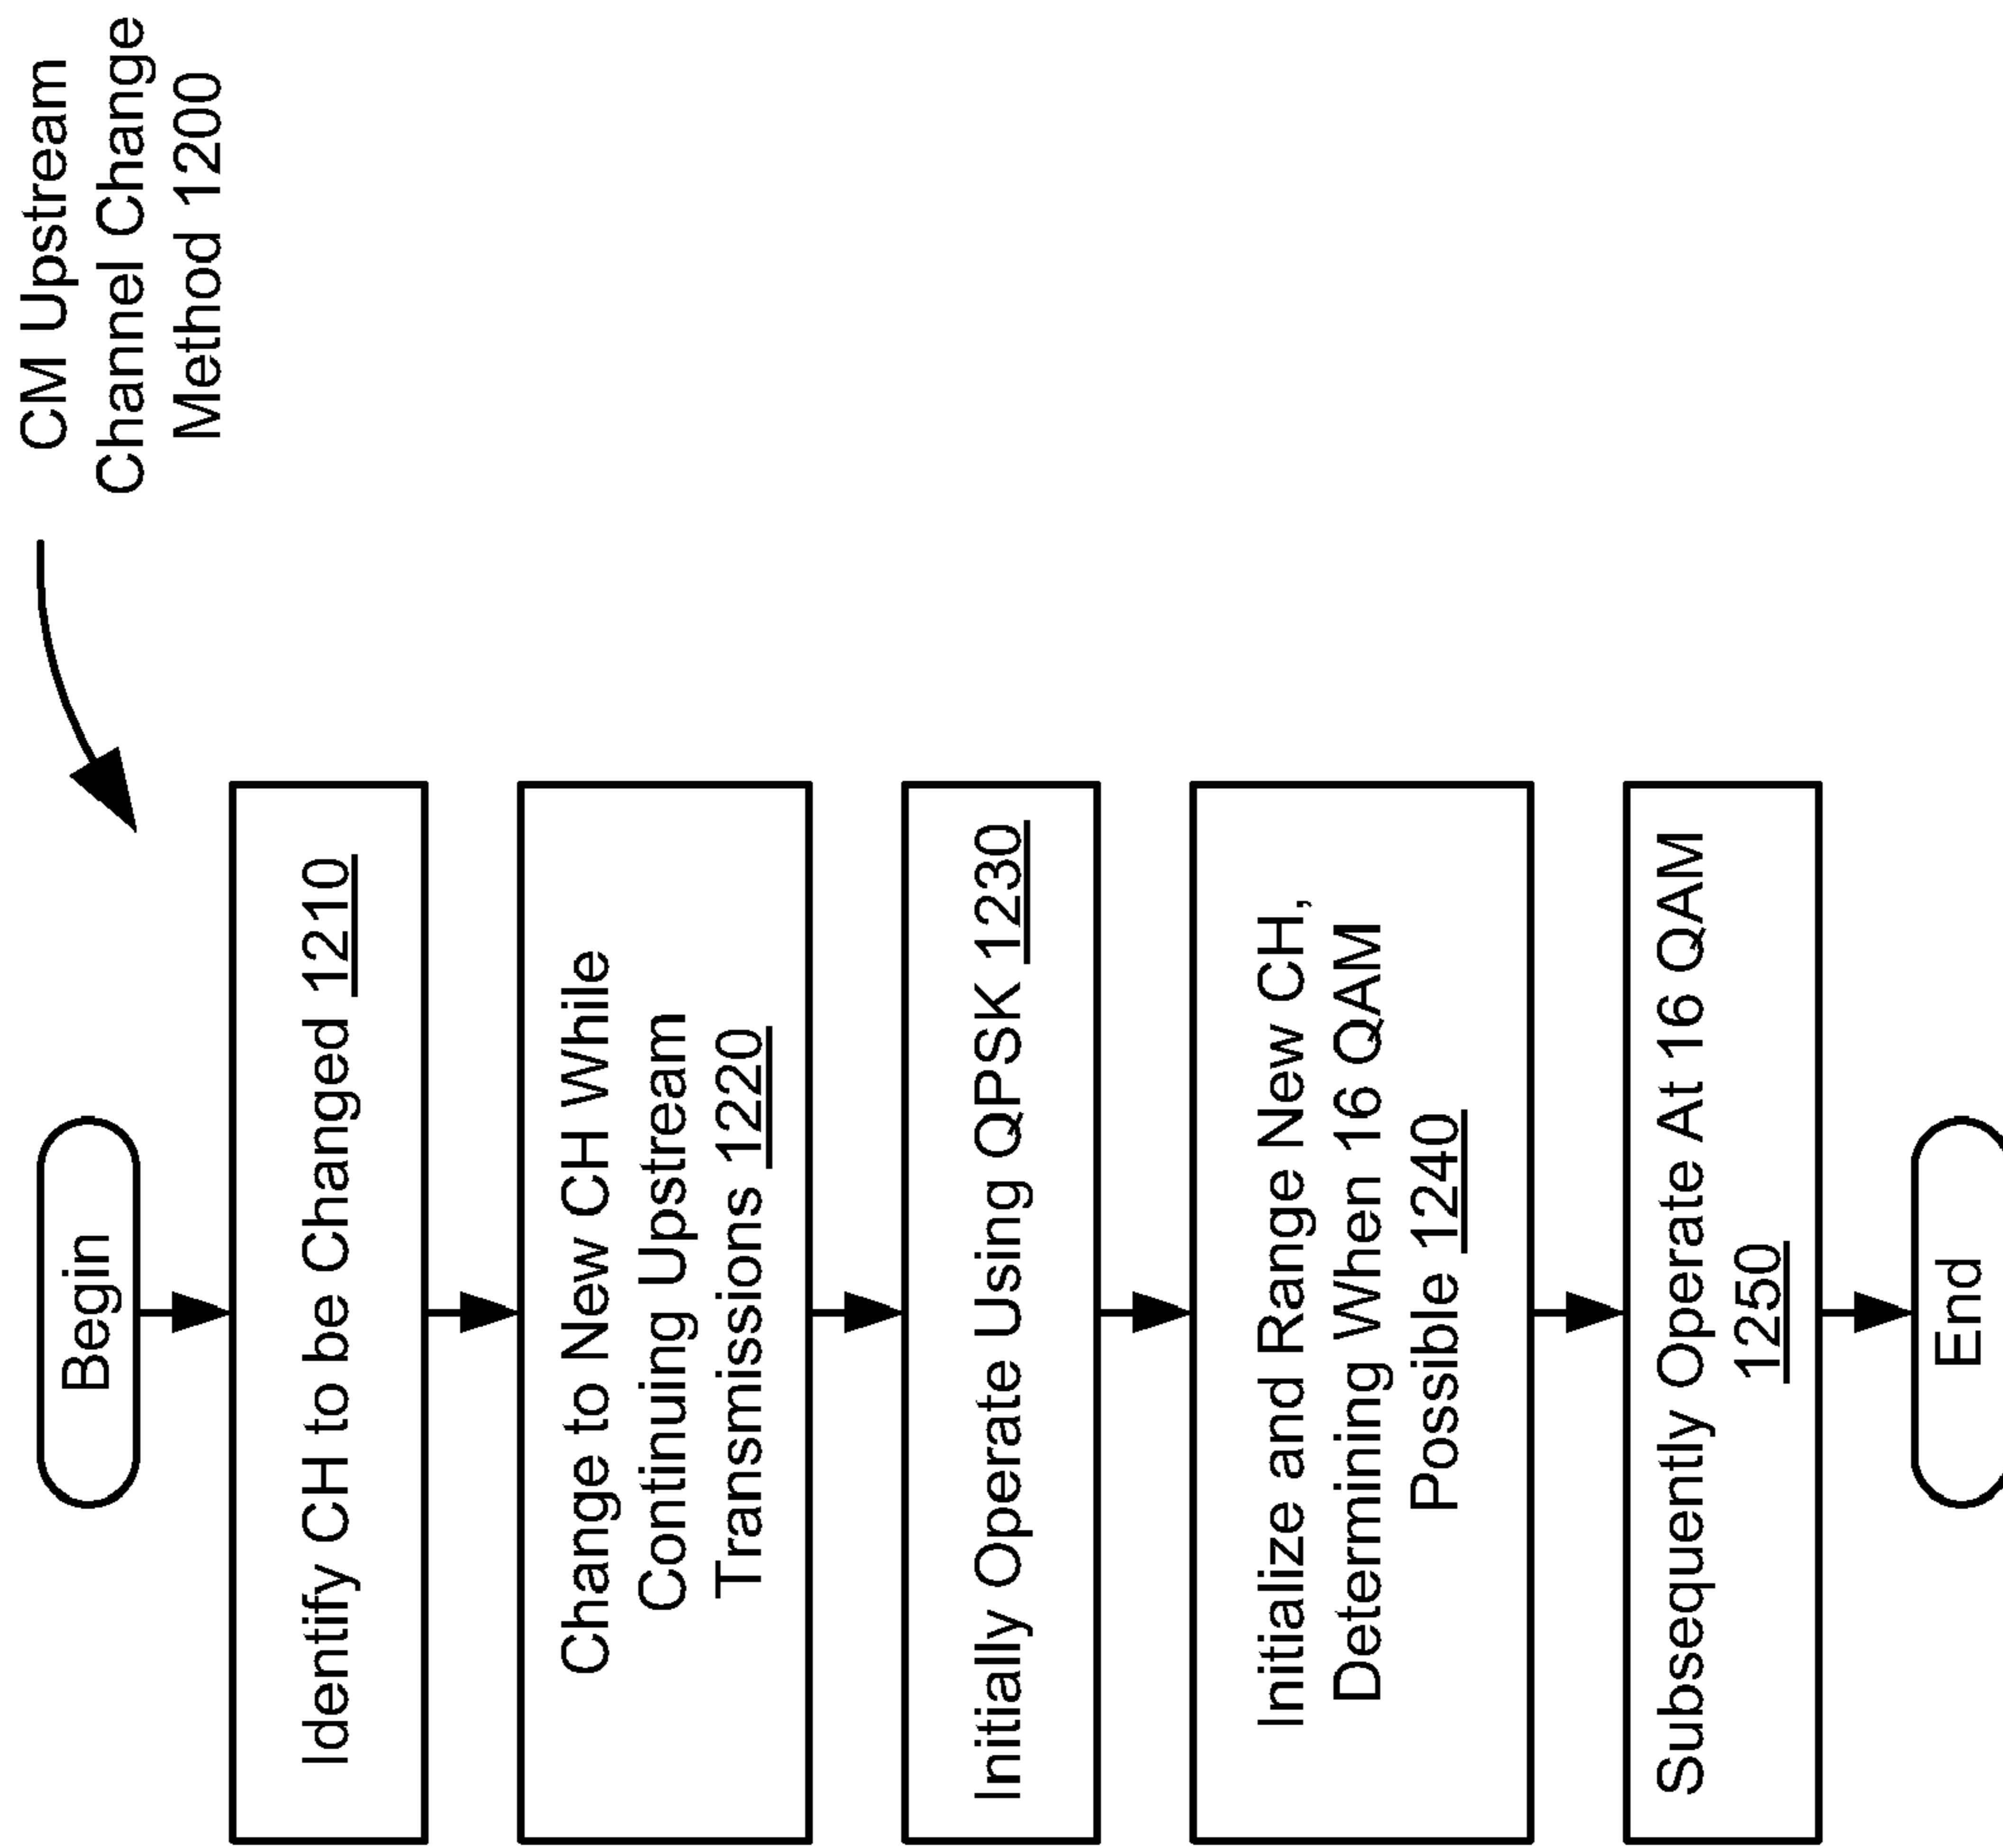 CM Upstream
Channel Change
Method 1200
Begin
Identify CH to be Changed 1210
Change to New CH While
Continuing Upstream
Transmissions 1220
Initially Operate Using QPSK 1230
Initialize and Range New CH,
Determining When 16 QAM
Possible 1240
Subsequently Operate At 16 QAM
1250
End